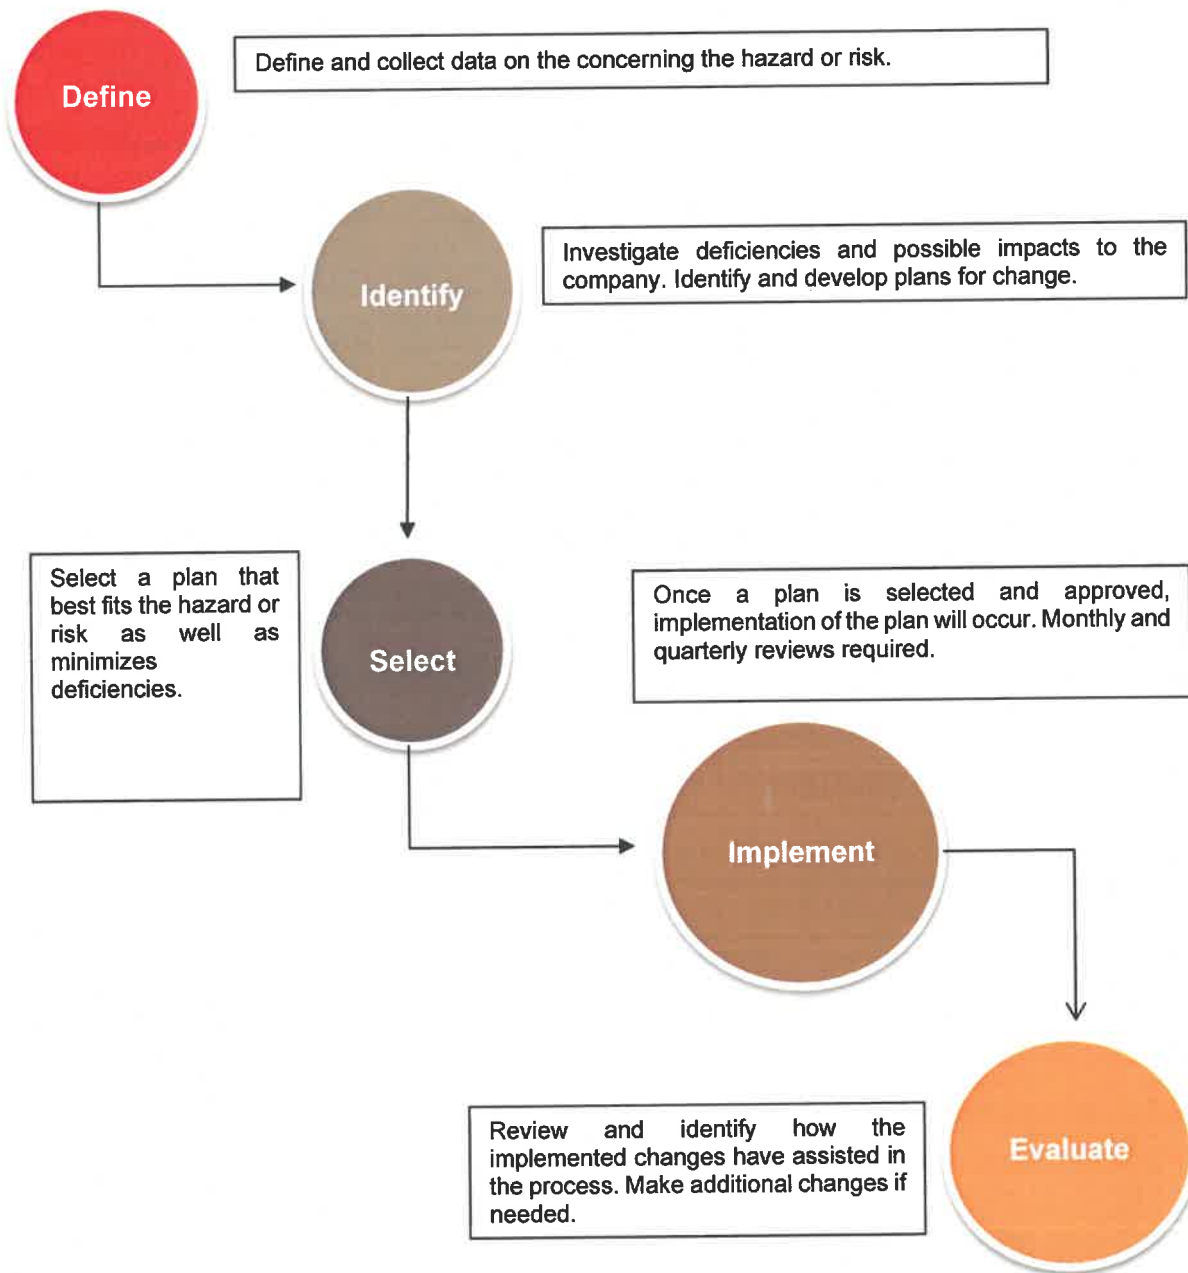 Define
Define and collect data on the concerning the hazard or risk.
Identify
Investigate deficiencies and possible impacts to the
company. Identify and develop plans for change.
Select a plan that
best fits the hazard or
risk as well as
minimizes
deficiencies.
Select
Once a plan is selected and approved,
implementation of the plan will occur. Monthly and
quarterly reviews required.
Implement
Review and identify how the
implemented changes have assisted in
the process. Make additional changes if
needed.
Evaluate